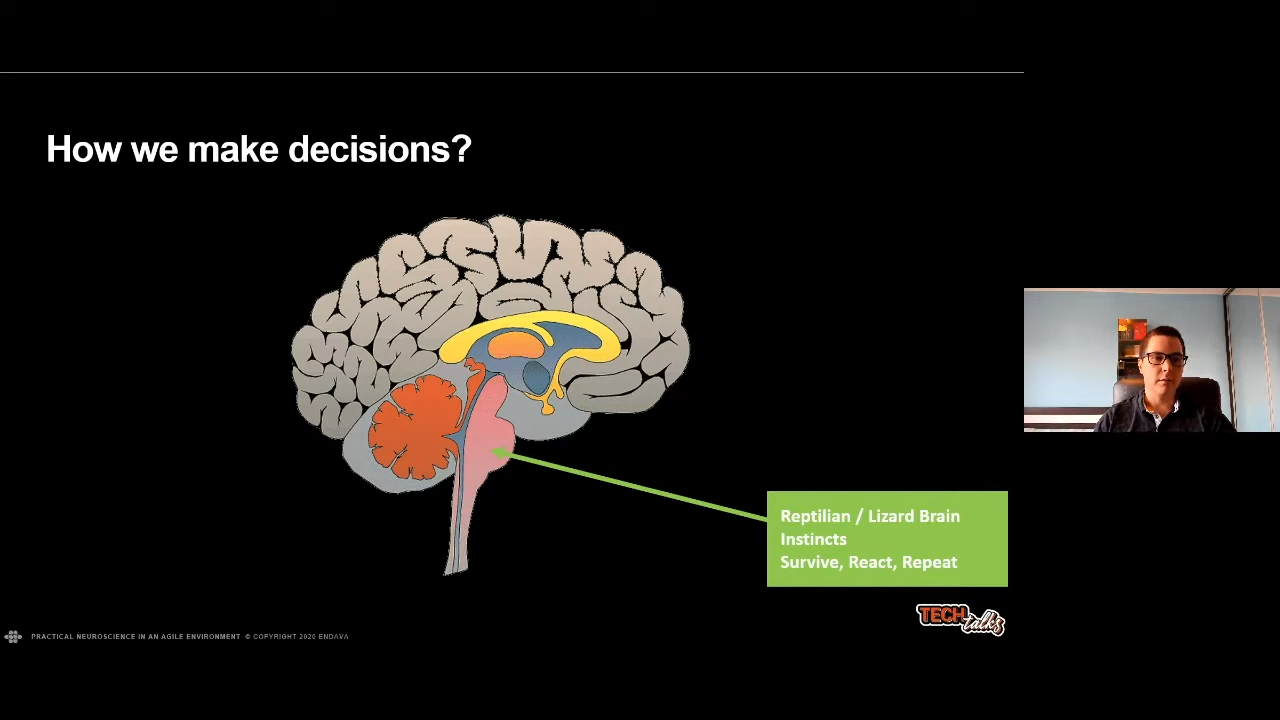 How we make decisions?
Reptilian / Lizard Brain
Instincts
Survive, React, Repeat
TECH
talks
PRACTICAL NEUROSCIENCE IN AN AGILE ENVIRONMENT © COPYRIGHT 2020 ENDAVA